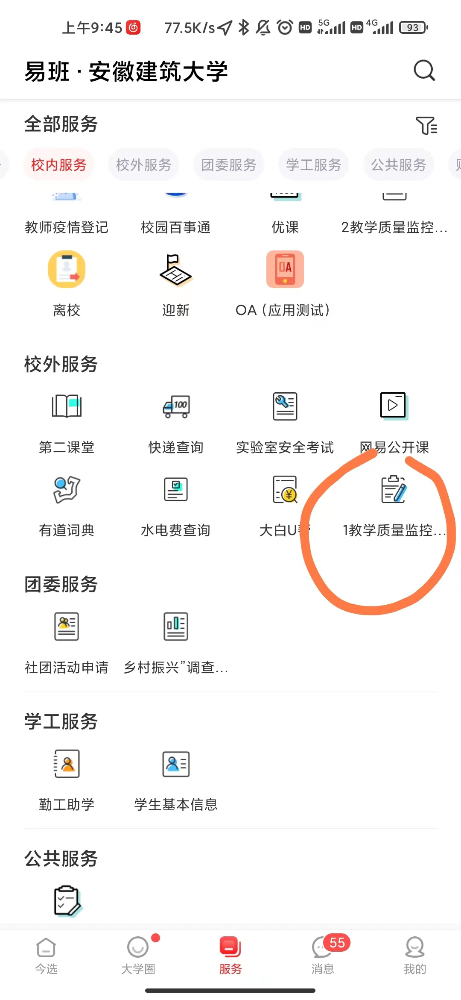 上午9:45 77.5K/s HD 5G HD 4G 93
易班·安徽建筑大学
全部服务
校内服务 校外服务 团委服务 学工服务 公共服务
教师疫情登记 校园百事通 优课 2教学质量监控...
OA
离校 迎新 OA（应用测试）
校外服务
100
第二课堂 快递查询 实验室安全考试 网易公开课
¥
有道词典 水电费查询 大白U 1教学质量监控...
团委服务
社团活动申请 乡村振兴”调查...
学工服务
勤工助学 学生基本信息
公共服务
55
今选 大学圈 服务 消息 我的